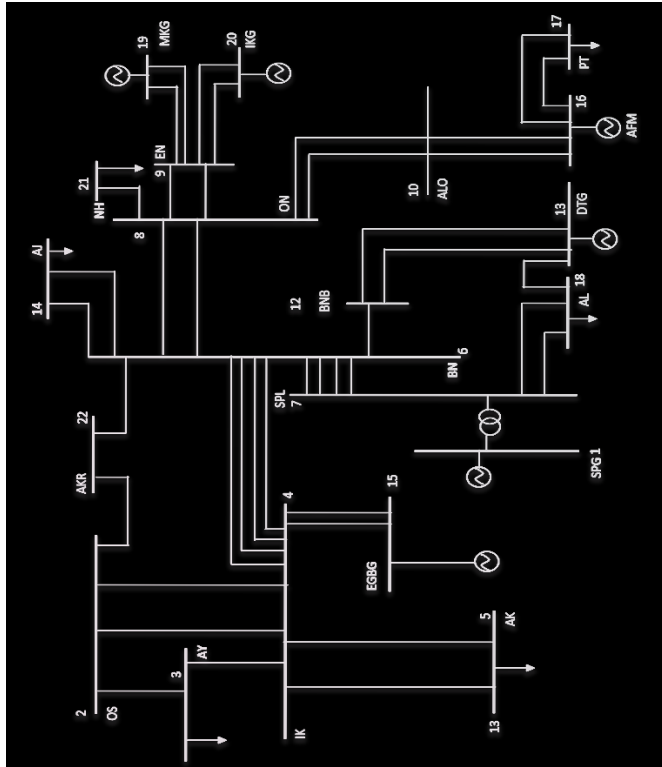 17
PT
16
AFM
20
IKG
19
MKG
EN
9
21
NH
ON
8
10
ALO
13
DTG
14
AJ
12
BNB
18
AL
6
BN
SPL
7
22
AKR
SPG 1
4
15
EGBG
2
OS
3
AY
IK
5
AK
13